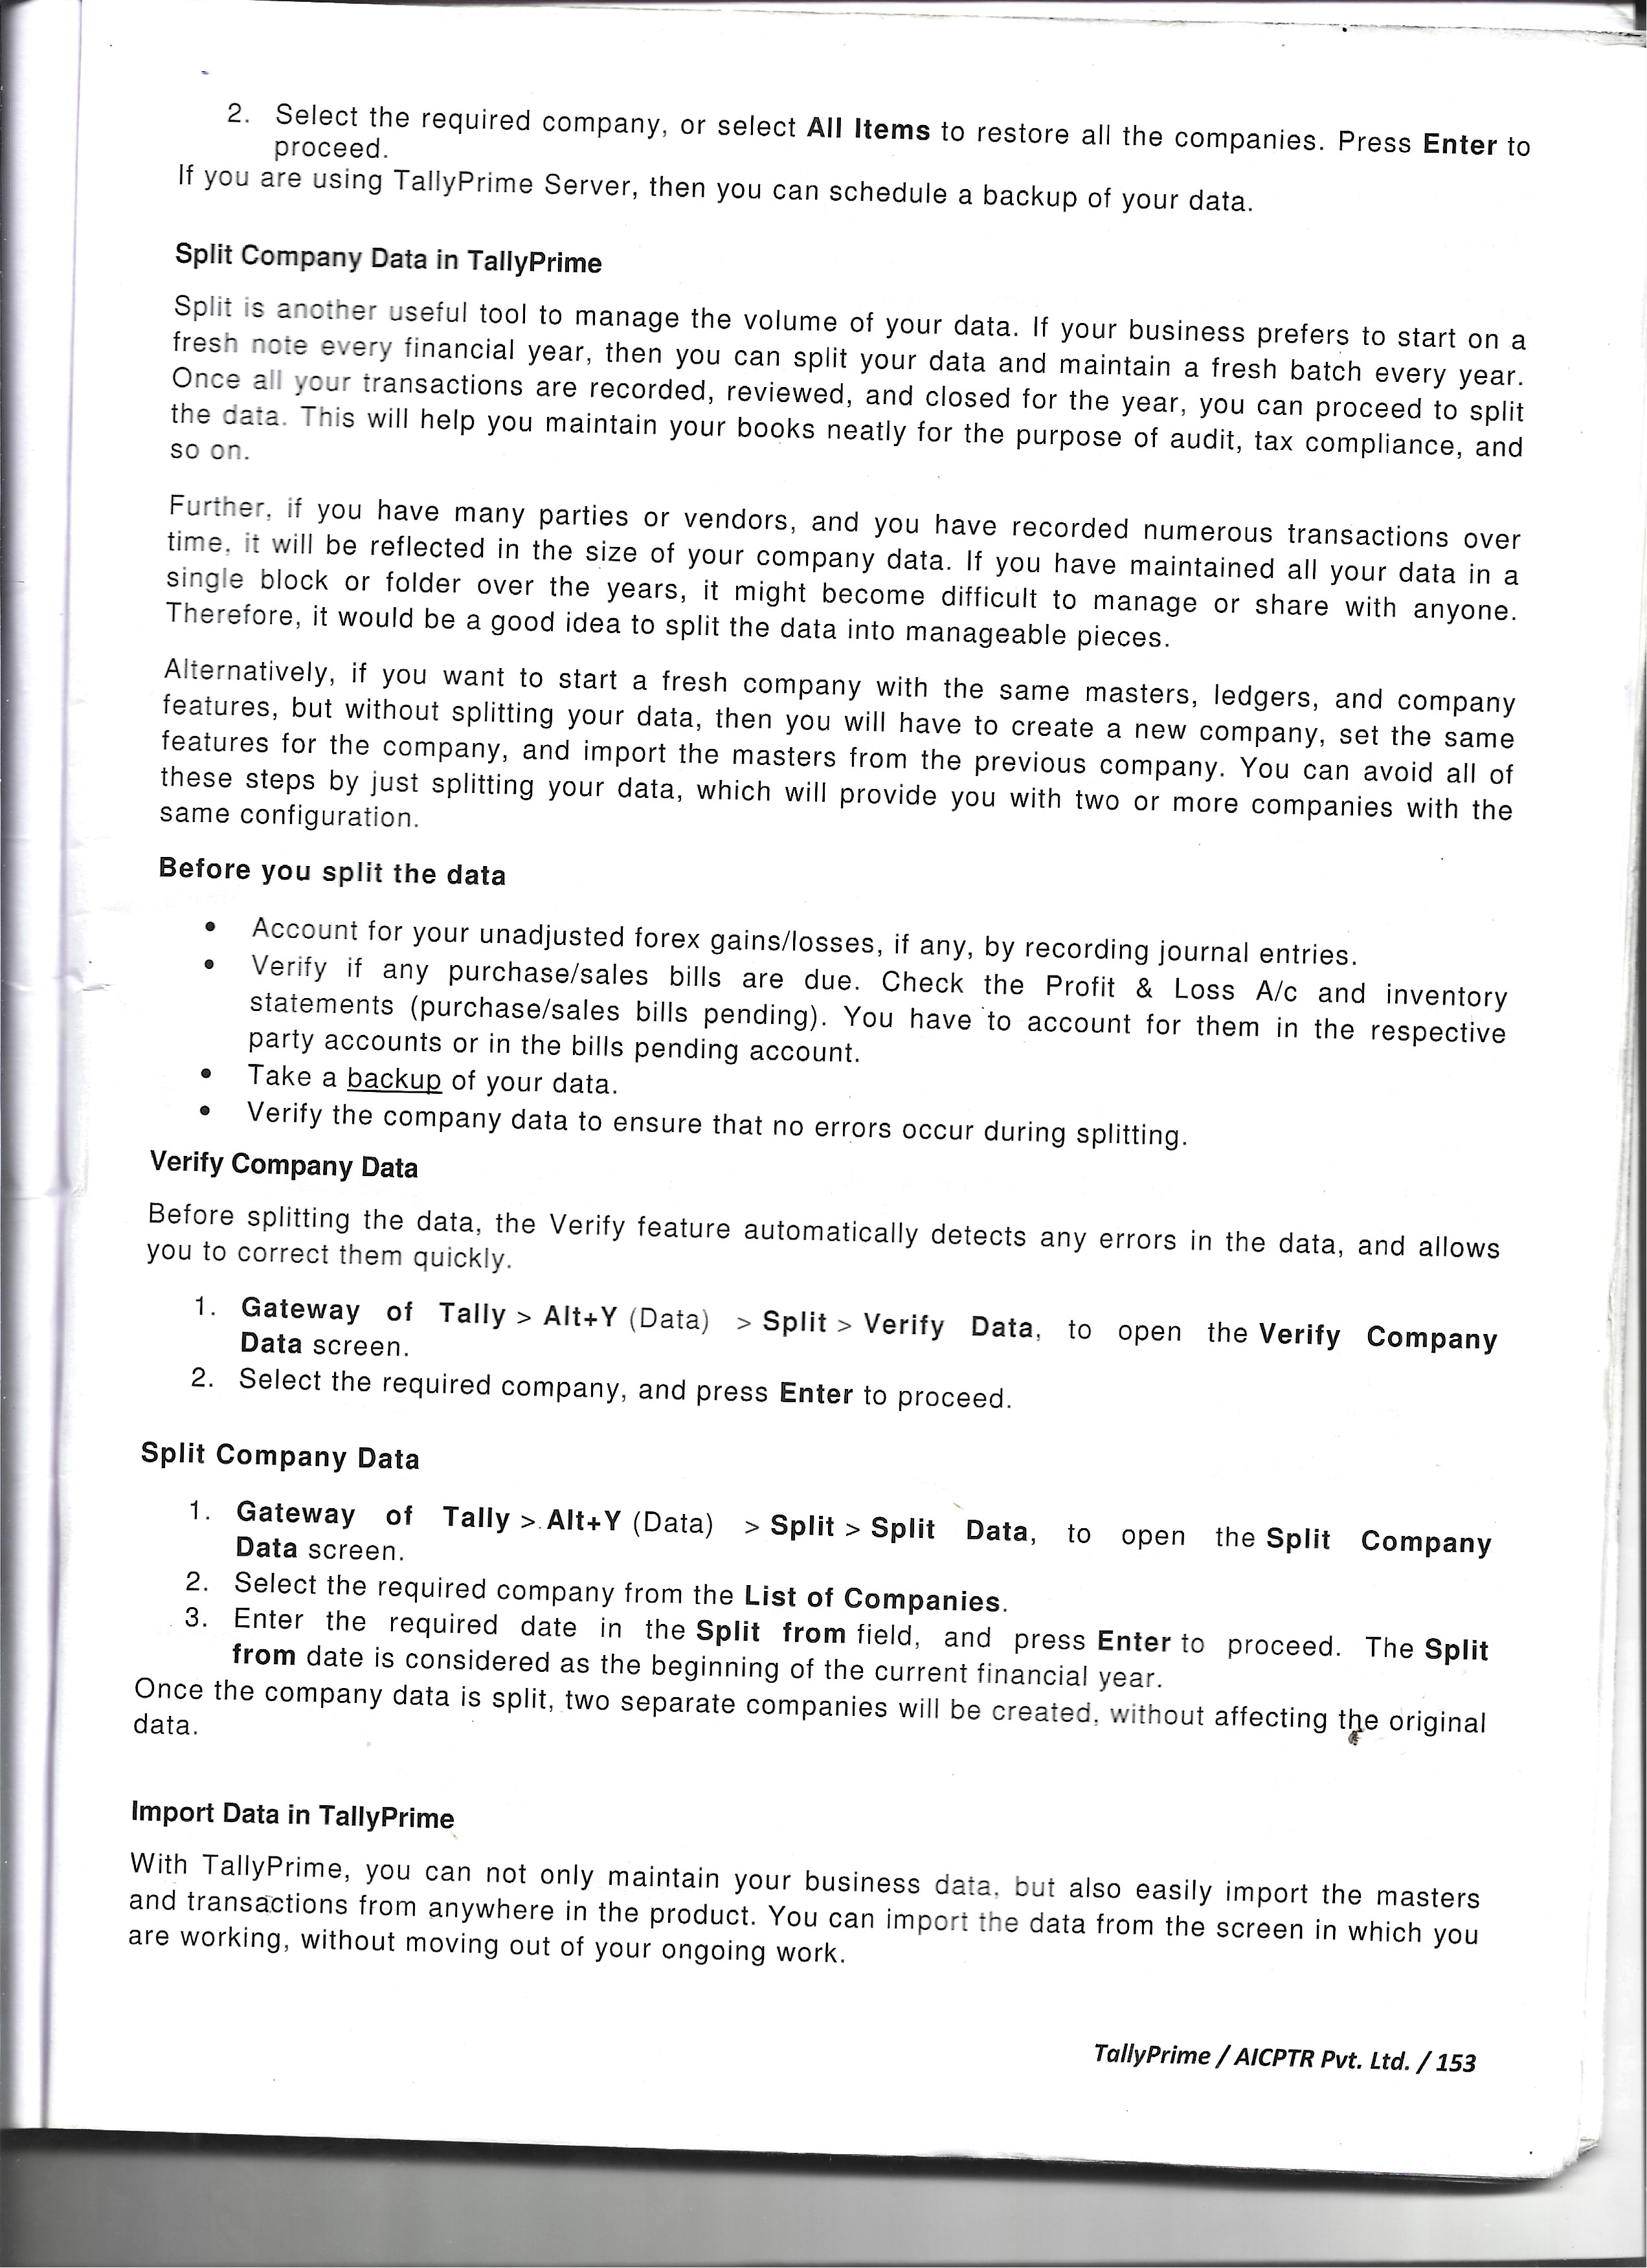 2. Select the required company, or select All Items to restore all the companies. Press Enter to
proceed.
If you are using TallyPrime Server, then you can schedule a backup of your data.
Split Company Data in TallyPrime
Split is another useful tool to manage the volume of your data. If your business prefers to start on a
fresh note every financial year, then you can split your data and maintain a fresh batch every year.
Once all your transactions are recorded, reviewed, and closed for the year, you can proceed to split
the data. This will help you maintain your books neatly for the purpose of audit, tax compliance, and
so on.
Further, if you have many parties or vendors, and you have recorded numerous transactions over
time, it will be reflected in the size of your company data. If you have maintained all your data in a
single block or folder over the years, it might become difficult to manage or share with anyone.
Therefore, it would be a good idea to split the data into manageable pieces.
Alternatively, if you want to start a fresh company with the same masters, ledgers, and company
features, but without splitting your data, then you will have to create a new company, set the same
features for the company, and import the masters from the previous company. You can avoid all of
these steps by just splitting your data, which will provide you with two or more companies with the
same configuration.
Before you split the data
• Account for your unadjusted forex gains/losses, if any, by recording journal entries.
• Verify if any purchase/sales bills are due. Check the Profit & Loss A/c and inventory
statements (purchase/sales bills pending). You have to account for them in the respective
party accounts or in the bills pending account.
• Take a backup of your data.
• Verify the company data to ensure that no errors occur during splitting.
Verify Company Data
Before splitting the data, the Verify feature automatically detects any errors in the data, and allows
you to correct them quickly.
1. Gateway of Tally > Alt+Y (Data) > Split > Verify Data, to open the Verify Company
Data screen.
2. Select the required company, and press Enter to proceed.
Split Company Data
1. Gateway of Tally > Alt+Y (Data) > Split > Split Data, to open the Split Company
Data screen.
2. Select the required company from the List of Companies.
3. Enter the required date in the Split from field, and press Enter to proceed. The Split
from date is considered as the beginning of the current financial year.
Once the company data is split, two separate companies will be created, without affecting the original
data.
Import Data in TallyPrime
With TallyPrime, you can not only maintain your business data, but also easily import the masters
and transactions from anywhere in the product. You can import the data from the screen in which you
are working, without moving out of your ongoing work.
TallyPrime / AICPTR Pvt. Ltd. / 153